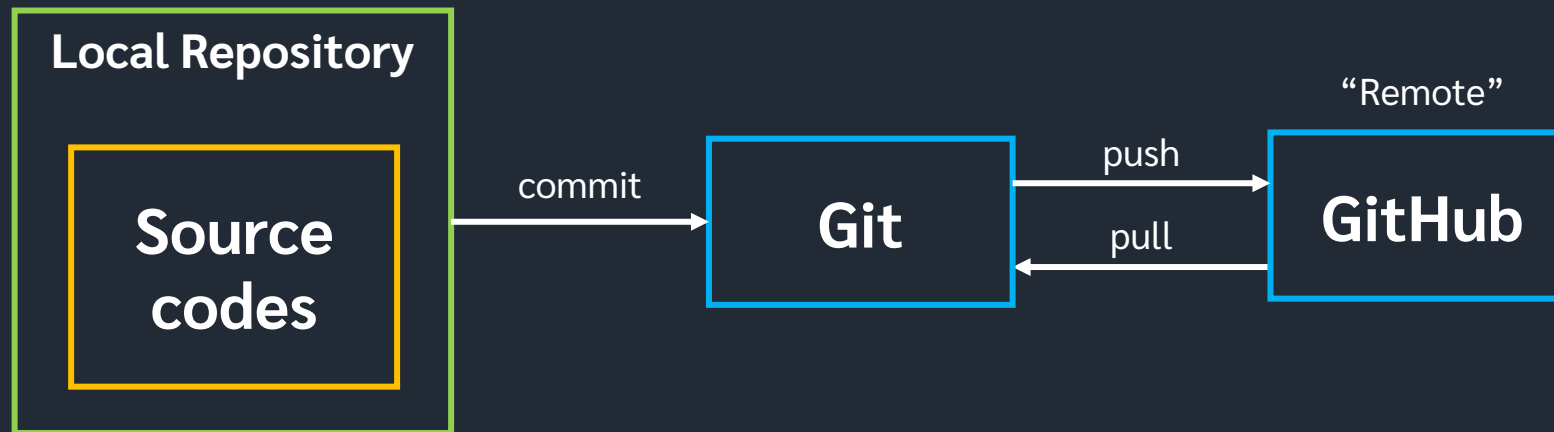 Local Repository
Source
codes
commit
Git
push
pull
“Remote”
GitHub